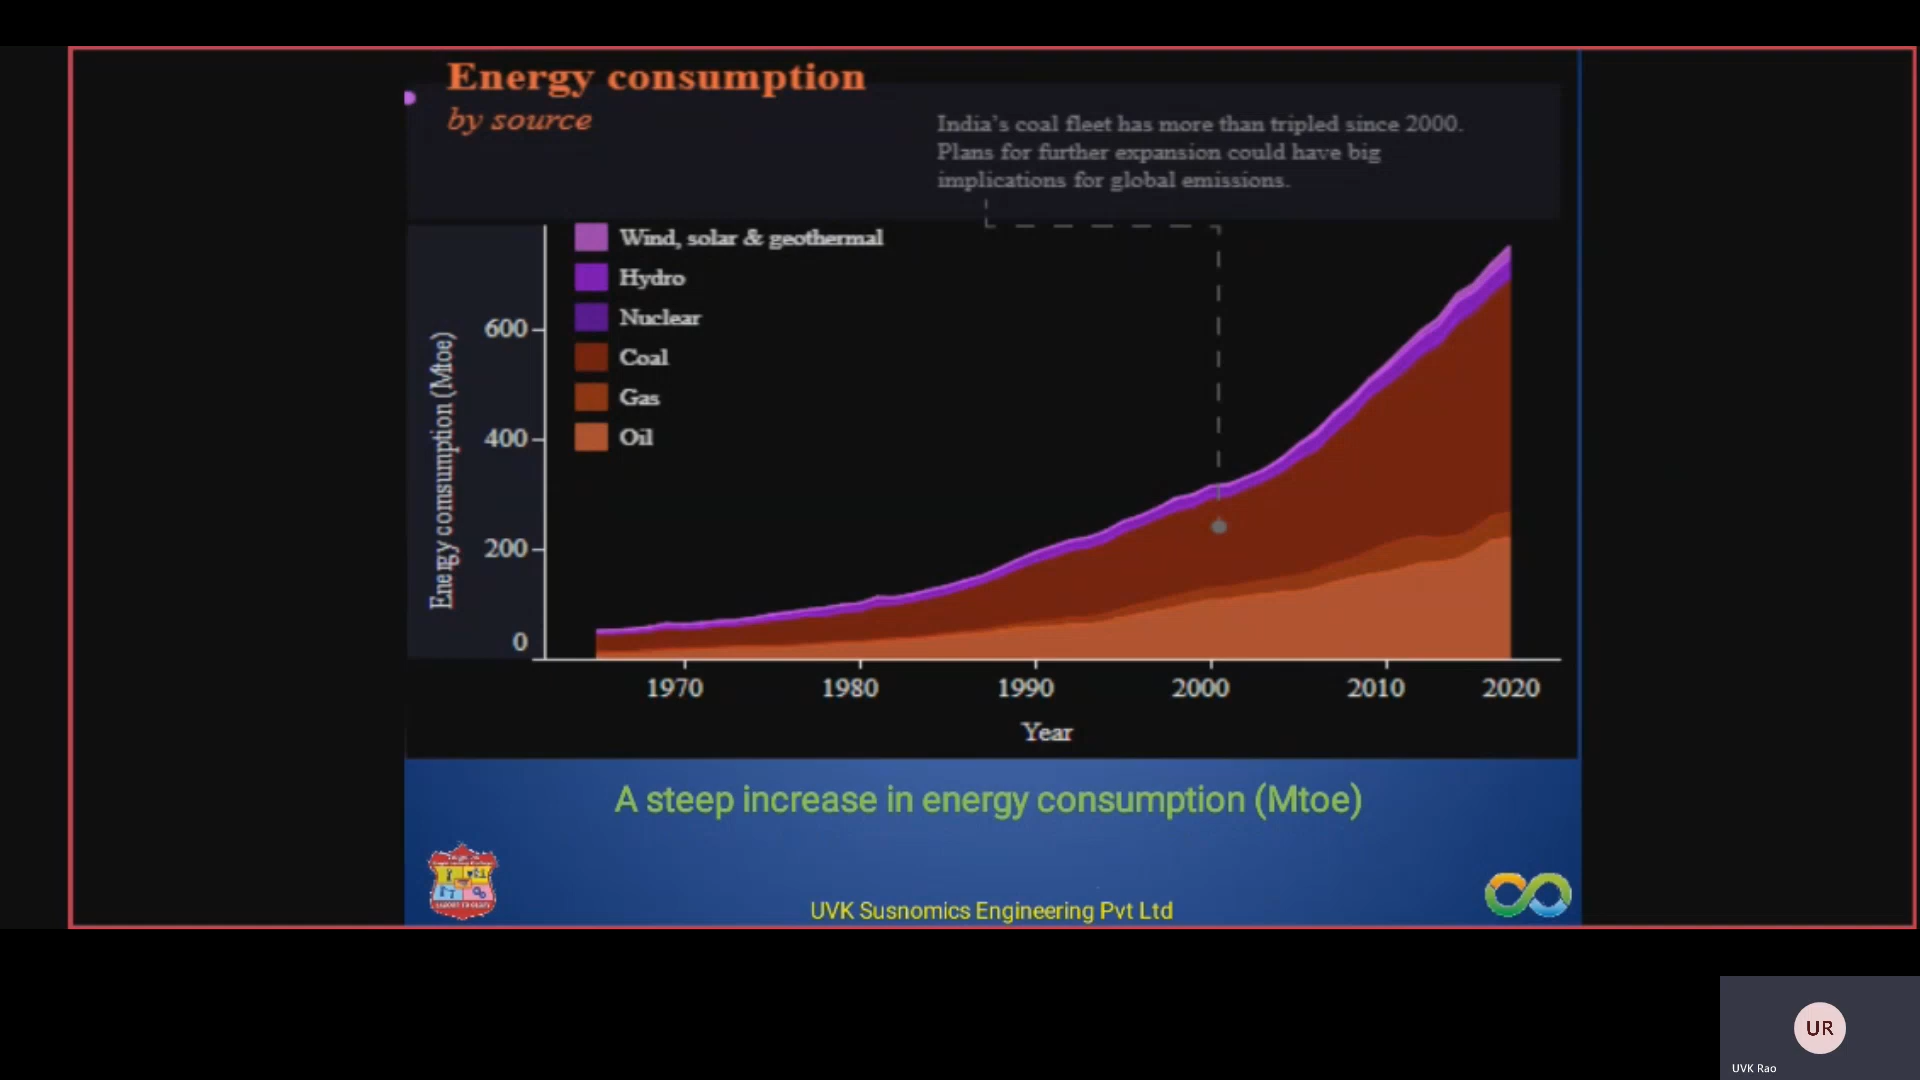 Energy consumption
by source
India's coal fleet has more than tripled since 2000.
Plans for further expansion could have big
implications for global emissions.
Wind, solar & geothermal
Hydro
Nuclear
Coal
Gas
Oil
Energy consumption (Mtoe)
600
400
200
0
1970 1980 1990 2000 2010 2020
Year
A steep increase in energy consumption (Mtoe)
UVK Susnomics Engineering Pvt Ltd
UR
UVK Rao